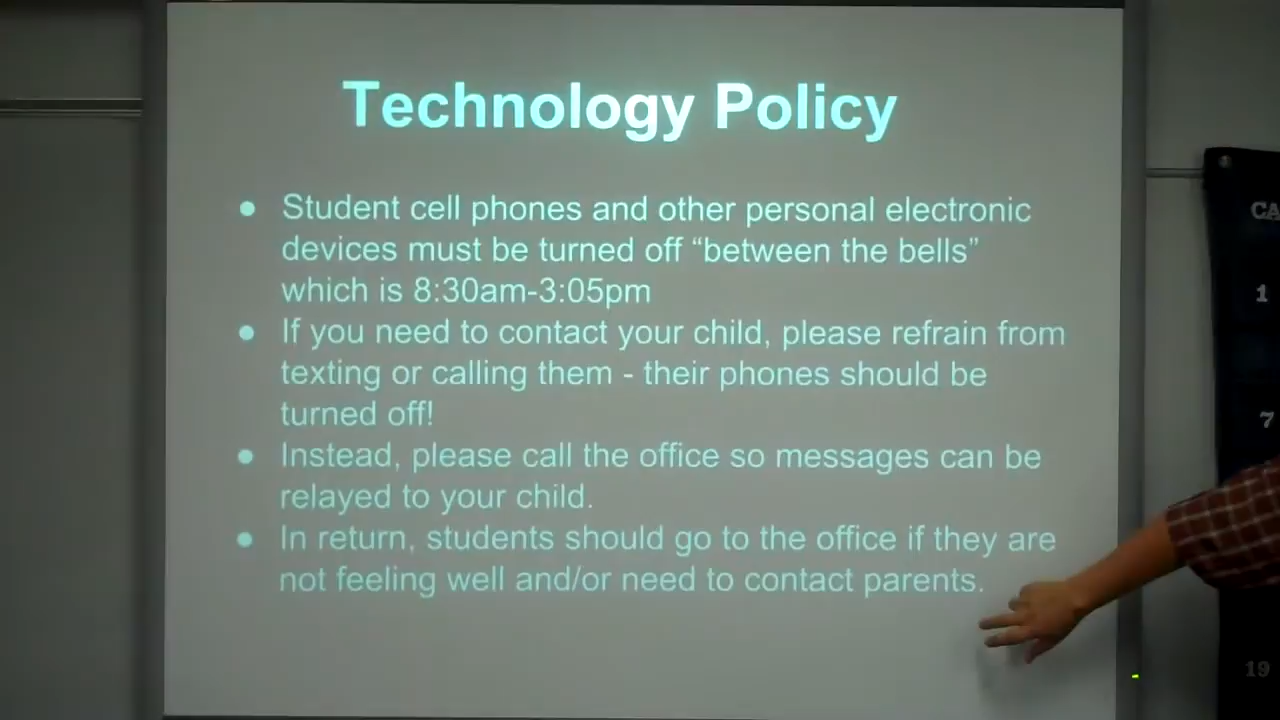 Technology Policy
● Student cell phones and other personal electronic
devices must be turned off “between the bells”
which is 8:30am-3:05pm
● If you need to contact your child, please refrain from
texting or calling them - their phones should be
turned off!
● Instead, please call the office so messages can be
relayed to your child.
● In return, students should go to the office if they are
not feeling well and/or need to contact parents.
CA
1
7
19